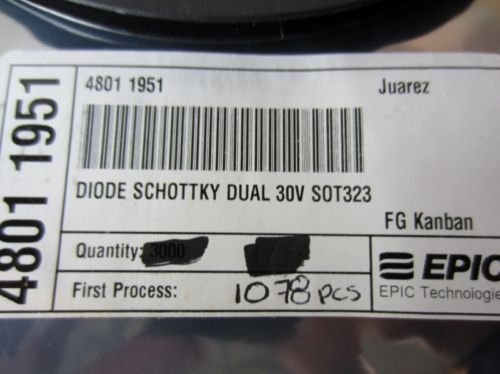 4801 1951
4801 1951
Juarez
DIODE SCHOTTKY DUAL 30V SOT323
FG Kanban
Quantity: 3000
First Process: 1078 pcs
EPIC
EPIC Technologie